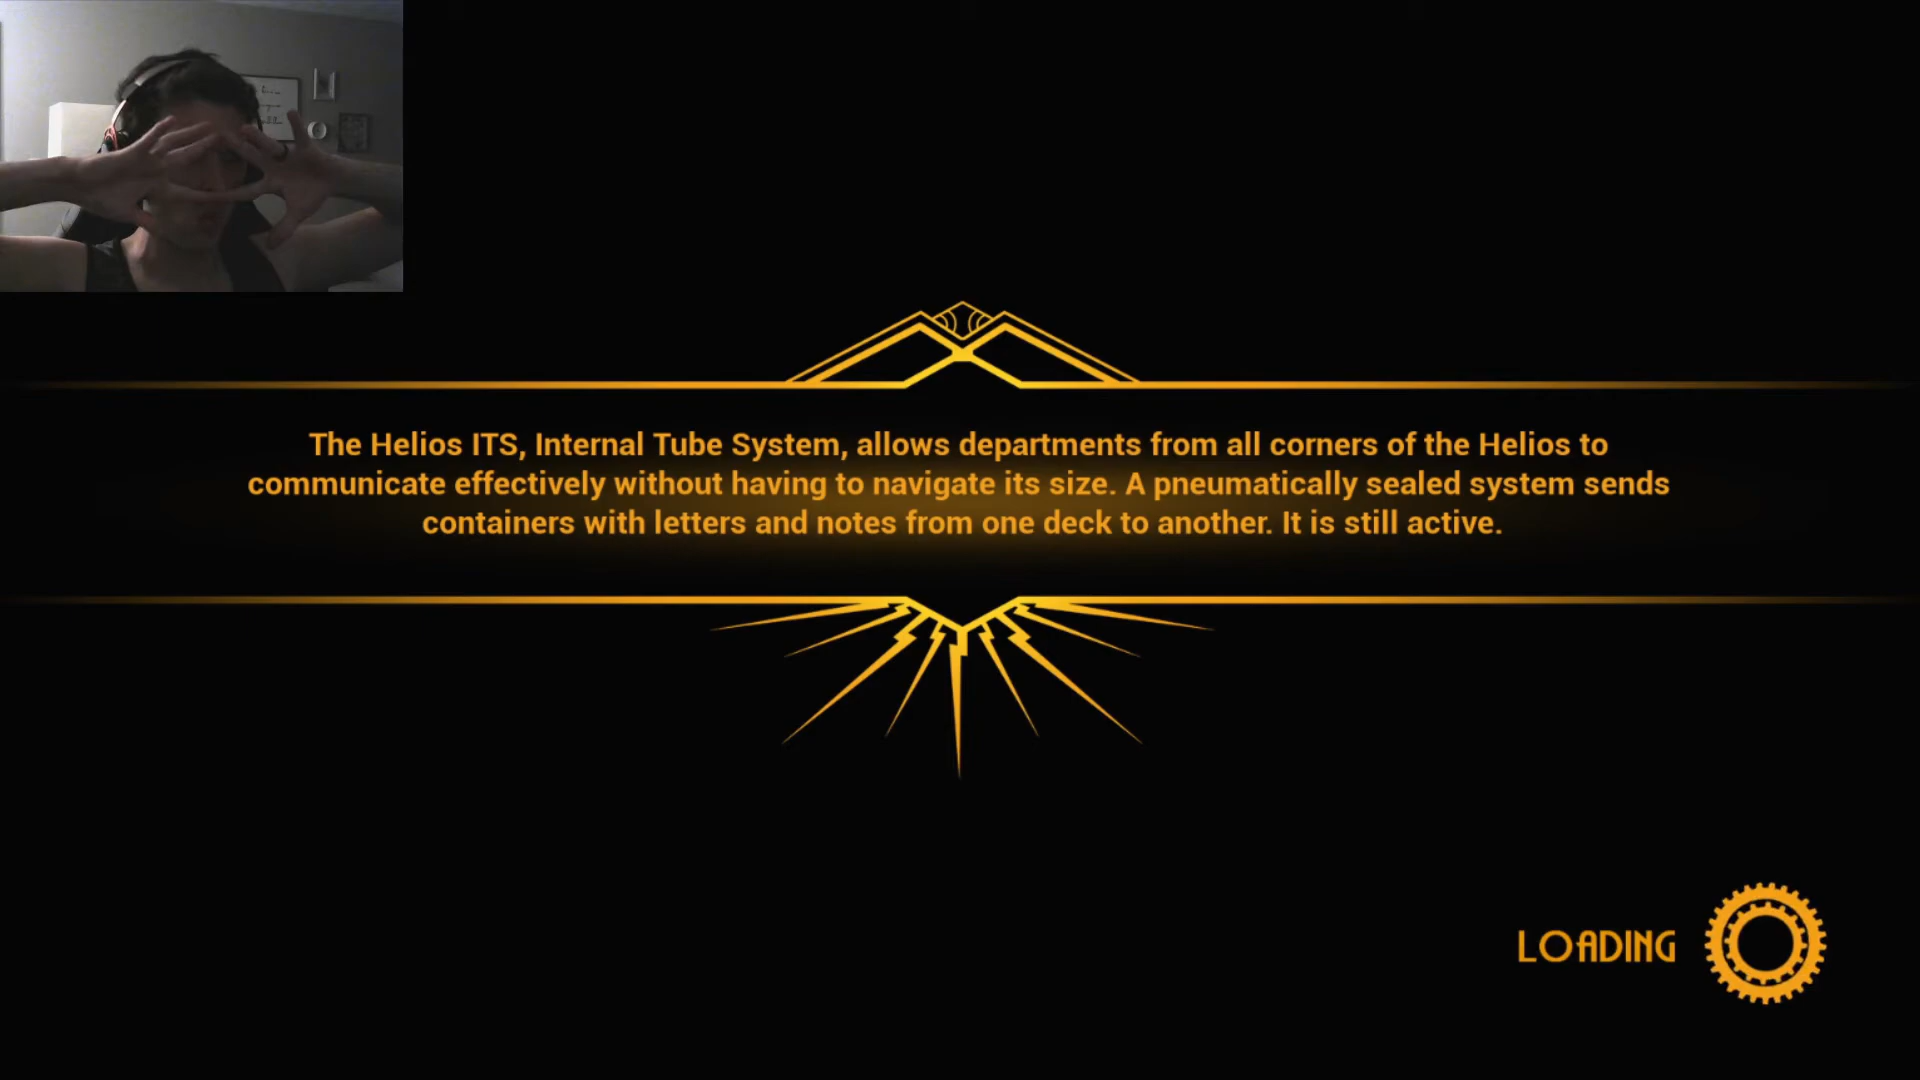 The Helios ITS, Internal Tube System, allows departments from all corners of the Helios to
communicate effectively without having to navigate its size. A pneumatically sealed system sends
containers with letters and notes from one deck to another. It is still active.
LOADING